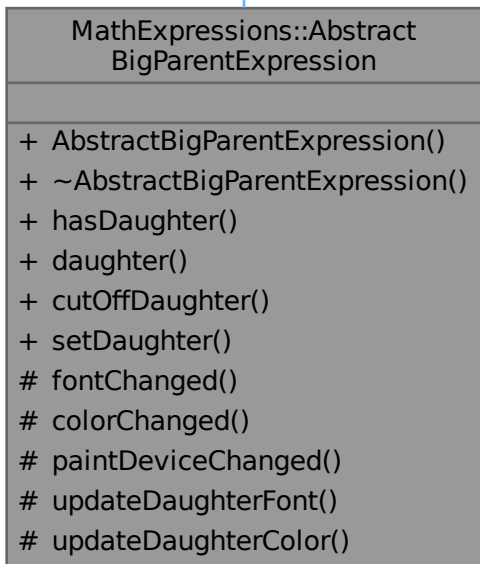 MathExpressions::Abstract
BigParentExpression
+ AbstractBigParentExpression()
+ ~AbstractBigParentExpression()
+ hasDaughter()
+ daughter()
+ cutOffDaughter()
+ setDaughter()
# fontChanged()
# colorChanged()
# paintDeviceChanged()
# updateDaughterFont()
# updateDaughterColor()